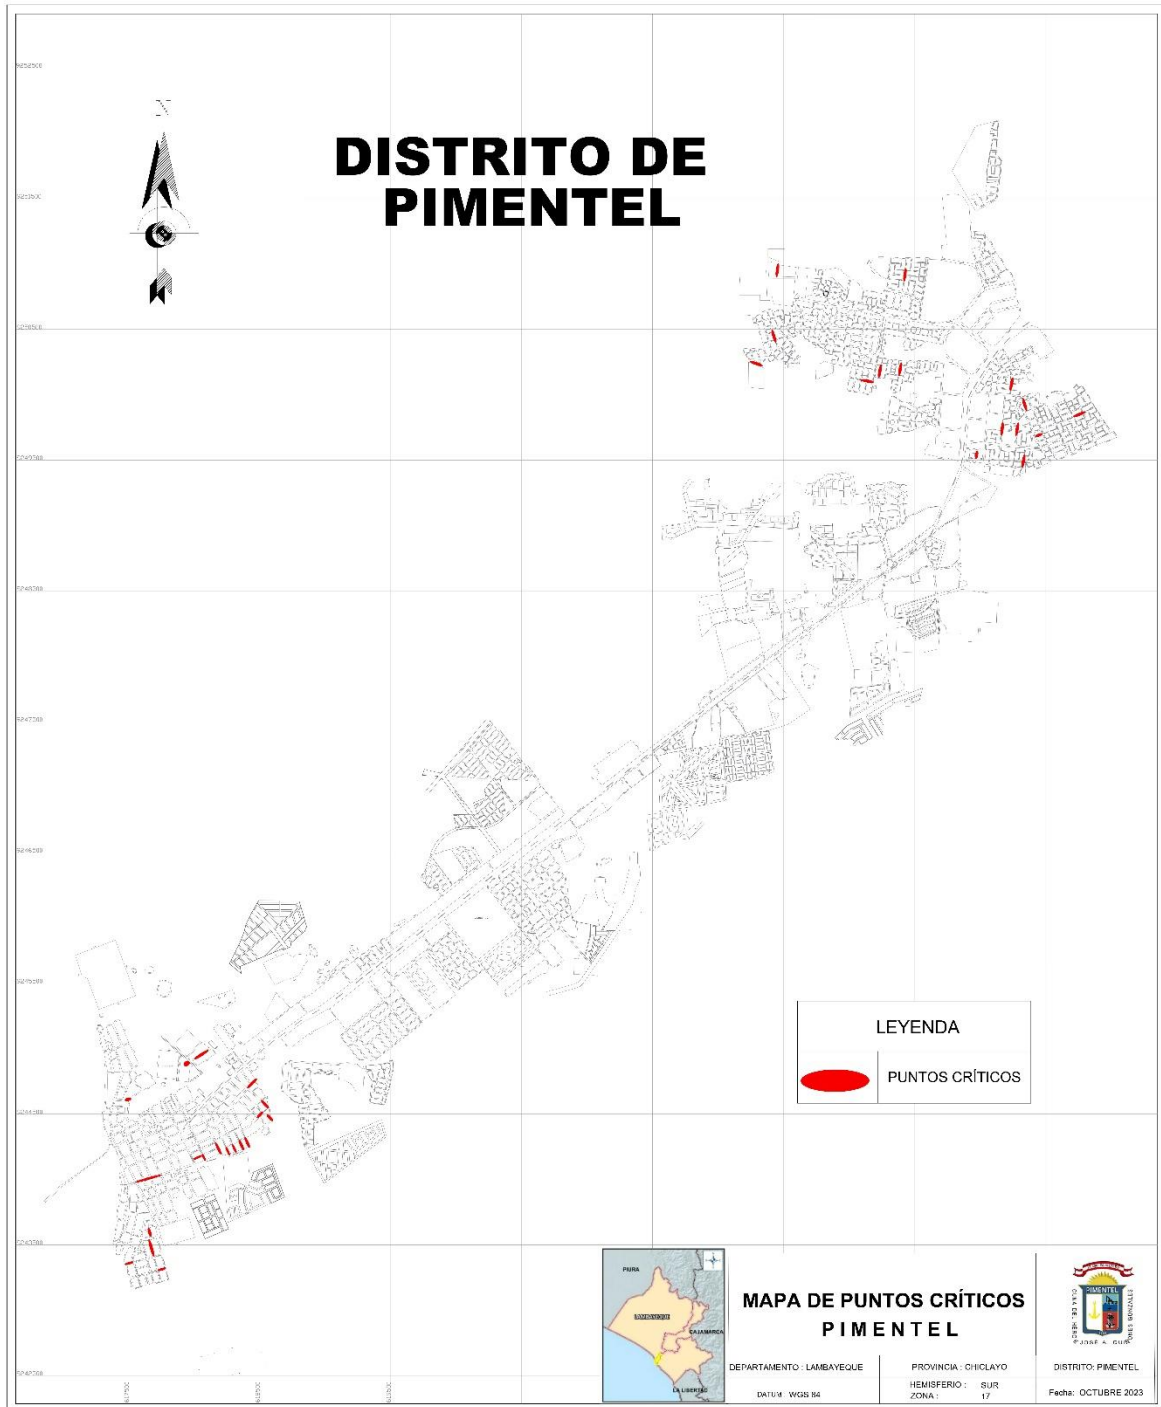 N
DISTRITO DE
PIMENTEL
LEYENDA
PUNTOS CRÍTICOS
PIURA
LAMBAYEQUE
CAJAMARCA
LA LIBERTAD
MAPA DE PUNTOS CRÍTICOS
PIMENTEL
DEPARTAMENTO : LAMBAYEQUE
DATUM : WGS 84
PROVINCIA : CHICLAYO
HEMISFERIO : SUR
ZONA : 17
PIMENTEL
DISTRITO: PIMENTEL
Fecha: OCTUBRE 2023